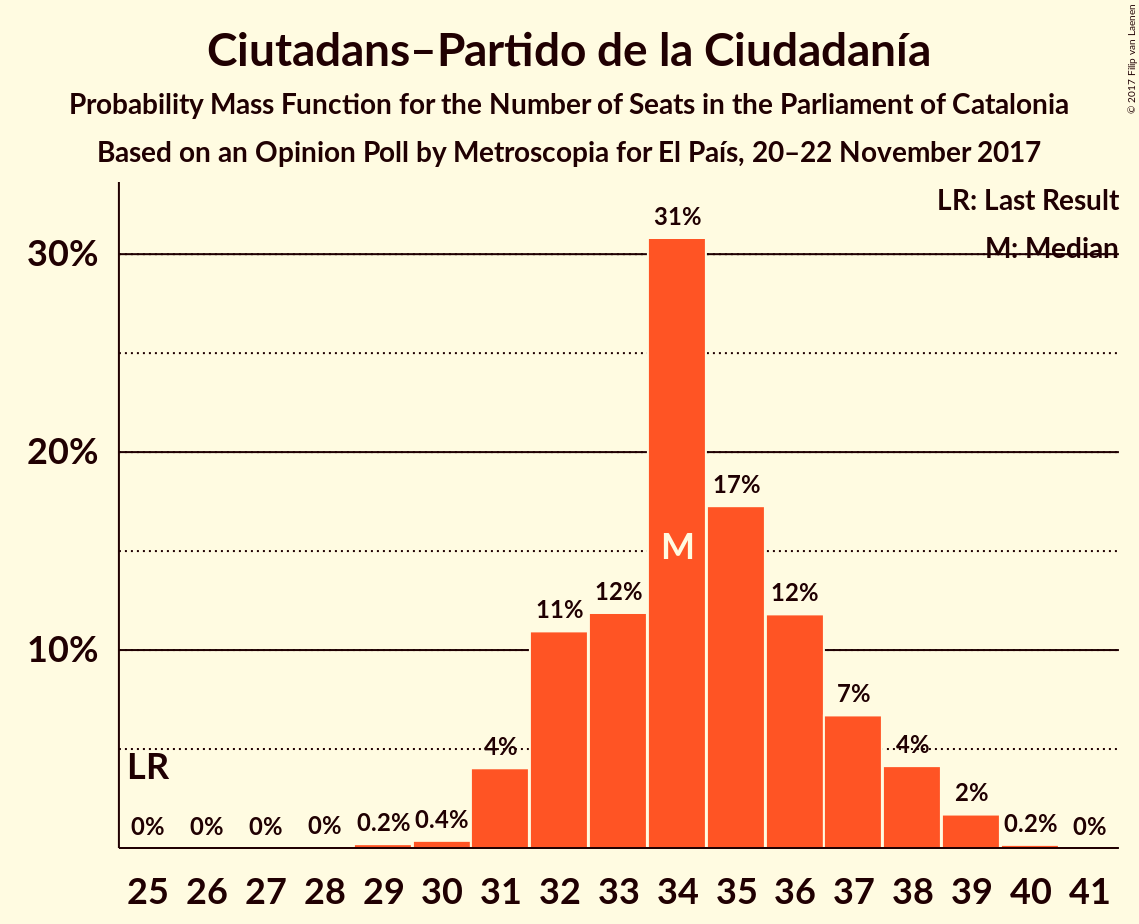 Ciutadans–Partido de la Ciudadanía
Probability Mass Function for the Number of Seats in the Parliament of Catalonia
Based on an Opinion Poll by Metroscopia for El País, 20–22 November 2017
© 2017 Filip van Laenen
LR: Last Result
M: Median
30%
20%
10%
31%
17%
12%
12%
11%
7%
4%
4%
2%
0%
0%
0%
0%
0.2%
0.4%
0.2%
0%
LR
M
25 26 27 28 29 30 31 32 33 34 35 36 37 38 39 40 41